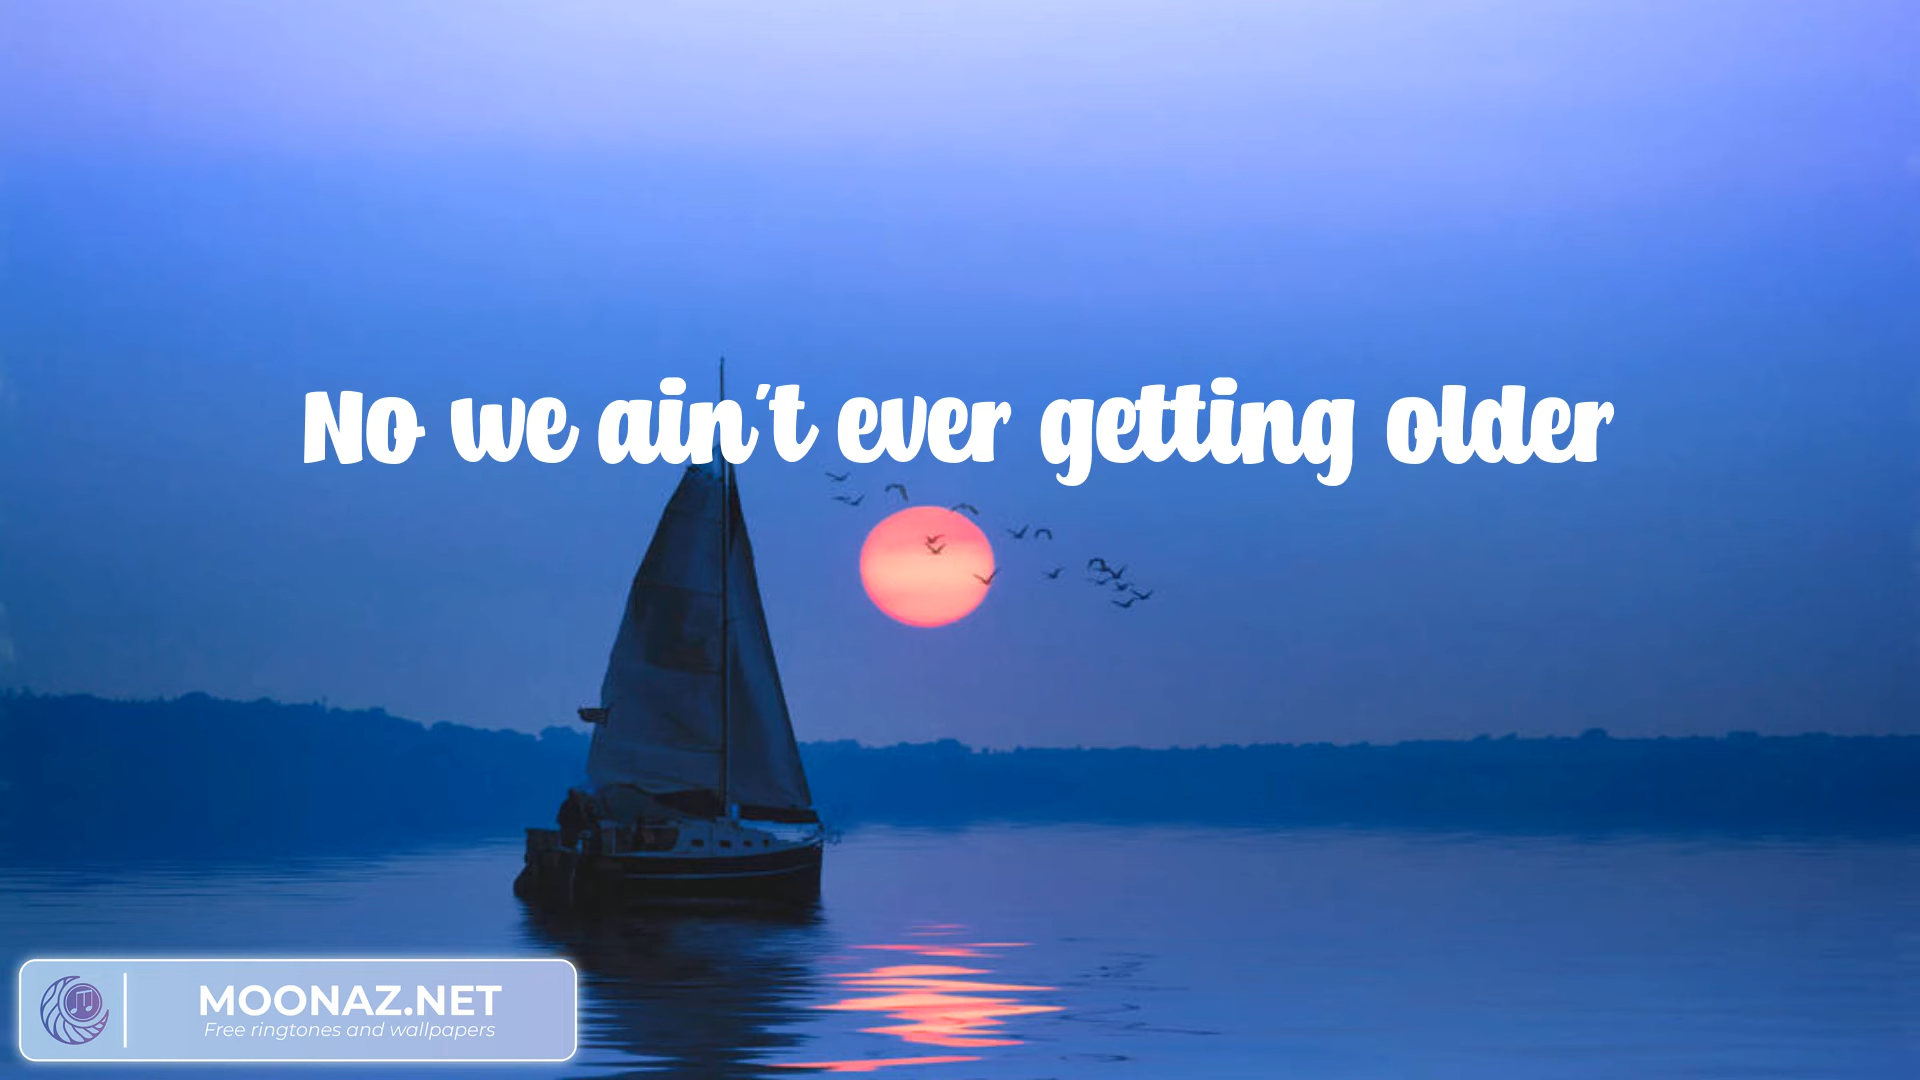 No we ain't ever getting older
MOONAZ.NET
Free ringtones and wallpapers